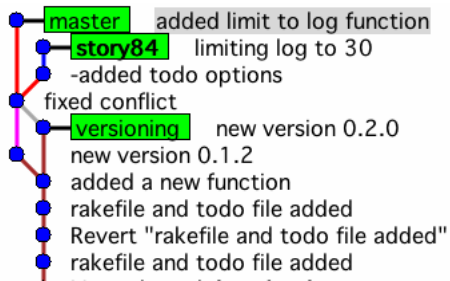 master added limit to log function
story84 limiting log to 30
-added todo options
fixed conflict
versioning new version 0.2.0
new version 0.1.2
added a new function
rakefile and todo file added
Revert "rakefile and todo file added"
rakefile and todo file added